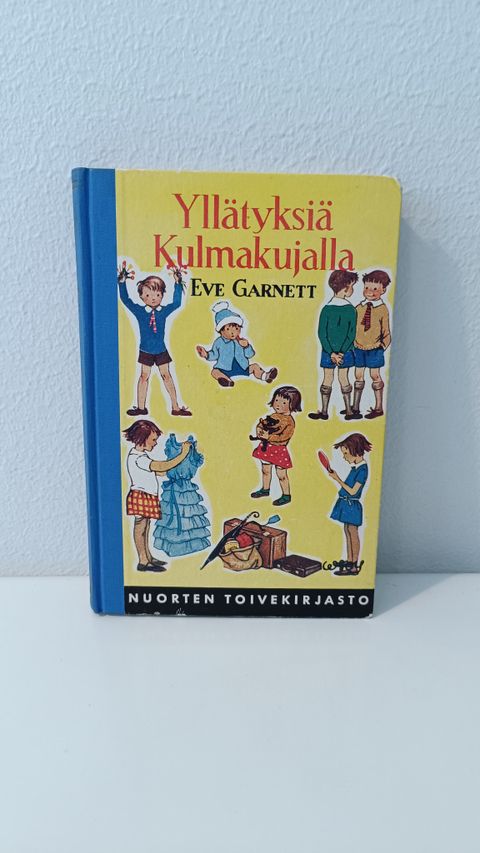 Yllätyksiä
Kulmakujalla
EVE GARNETT
NUORTEN TOIVEKIRJASTO